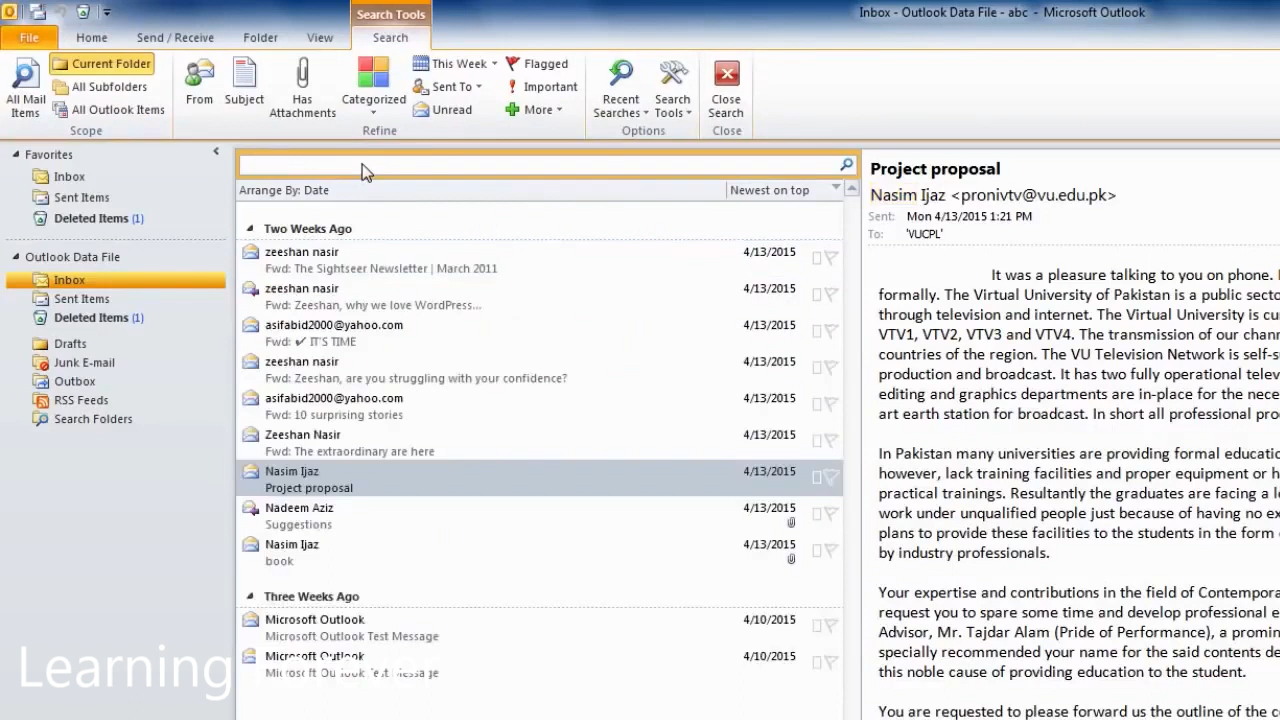 Search Tools
Inbox - Outlook Data File - abc - Microsoft Outlook
File
Home
Send / Receive
Folder
View
Search
All Mail Items
Current Folder
All Subfolders
All Outlook Items
Scope
From
Subject
Has Attachments
Categorized
This Week
Sent To
Unread
Flagged
Important
More
Refine
Recent Searches
Search Tools
Options
Close Search
Close
Favorites
Inbox
Sent Items
Deleted Items (1)
Outlook Data File
Inbox
Sent Items
Deleted Items (1)
Drafts
Junk E-mail
Outbox
RSS Feeds
Search Folders
Arrange By: Date
Newest on top
Two Weeks Ago
zeeshan nasir 4/13/2015
Fwd: The Sightseer Newsletter | March 2011
zeeshan nasir 4/13/2015
Fwd: Zeeshan, why we love WordPress...
asifabid2000@yahoo.com 4/13/2015
Fwd: ✔ IT'S TIME
zeeshan nasir 4/13/2015
Fwd: Zeeshan, are you struggling with your confidence?
asifabid2000@yahoo.com 4/13/2015
Fwd: 10 surprising stories
Zeeshan Nasir 4/13/2015
Fwd: The extraordinary are here
Nasim Ijaz 4/13/2015
Project proposal
Nadeem Aziz 4/13/2015
Suggestions
Nasim Ijaz 4/13/2015
book
Three Weeks Ago
Microsoft Outlook 4/10/2015
Microsoft Outlook Test Message
Microsoft Outlook 4/10/2015
Microsoft Outlook Test Message
Learning
Project proposal
Nasim Ijaz <pronivtv@vu.edu.pk>
Sent: Mon 4/13/2015 1:21 PM
To: 'VUCPL'
It was a pleasure talking to you on phone.
formally. The Virtual University of Pakistan is a public
through television and internet. The Virtual University is
VTV1, VTV2, VTV3 and VTV4. The transmission of our
countries of the region. The VU Television Network is
production and broadcast. It has two fully operational
editing and graphics departments are in-place for the
art earth station for broadcast. In short all professional
In Pakistan many universities are providing formal
however, lack training facilities and proper equipment or
practical trainings. Resultantly the graduates are facing a
work under unqualified people just because of having no
plans to provide these facilities to the students in the form
by industry professionals.
Your expertise and contributions in the field of
request you to spare some time and develop professional
Advisor, Mr. Tajdar Alam (Pride of Performance), a
specially recommended your name for the said contents
this noble cause of providing education to the student.
You are requested to please forward us the outline of the